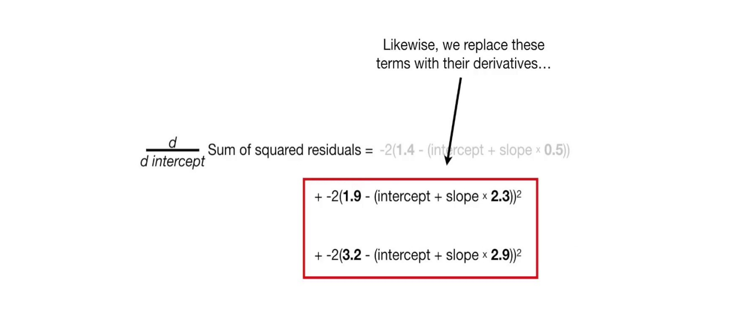 Likewise, we replace these
terms with their derivatives…
d
d intercept
Sum of squared residuals = -2(1.4 - (intercept + slope × 0.5))
+ -2(1.9 - (intercept + slope × 2.3))²
+ -2(3.2 - (intercept + slope × 2.9))²